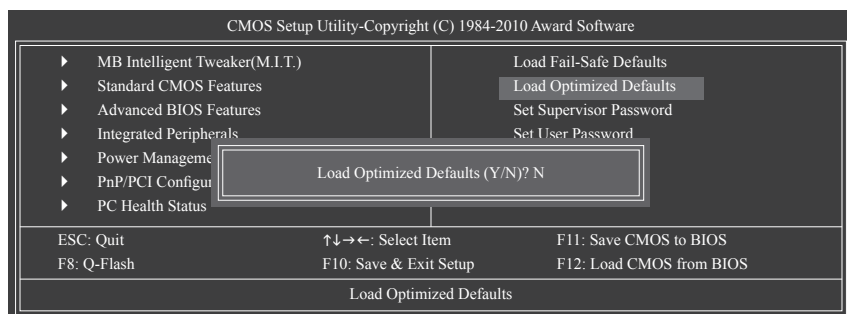 CMOS Setup Utility-Copyright (C) 1984-2010 Award Software
MB Intelligent Tweaker(M.I.T.)
Standard CMOS Features
Advanced BIOS Features
Integrated Peripherals
Power Manageme
PnP/PCI Configur
PC Health Status
Load Fail-Safe Defaults
Load Optimized Defaults
Set Supervisor Password
Set User Password
Load Optimized Defaults (Y/N)? N
ESC: Quit
↑↓→←: Select Item
F11: Save CMOS to BIOS
F8: Q-Flash
F10: Save & Exit Setup
F12: Load CMOS from BIOS
Load Optimized Defaults